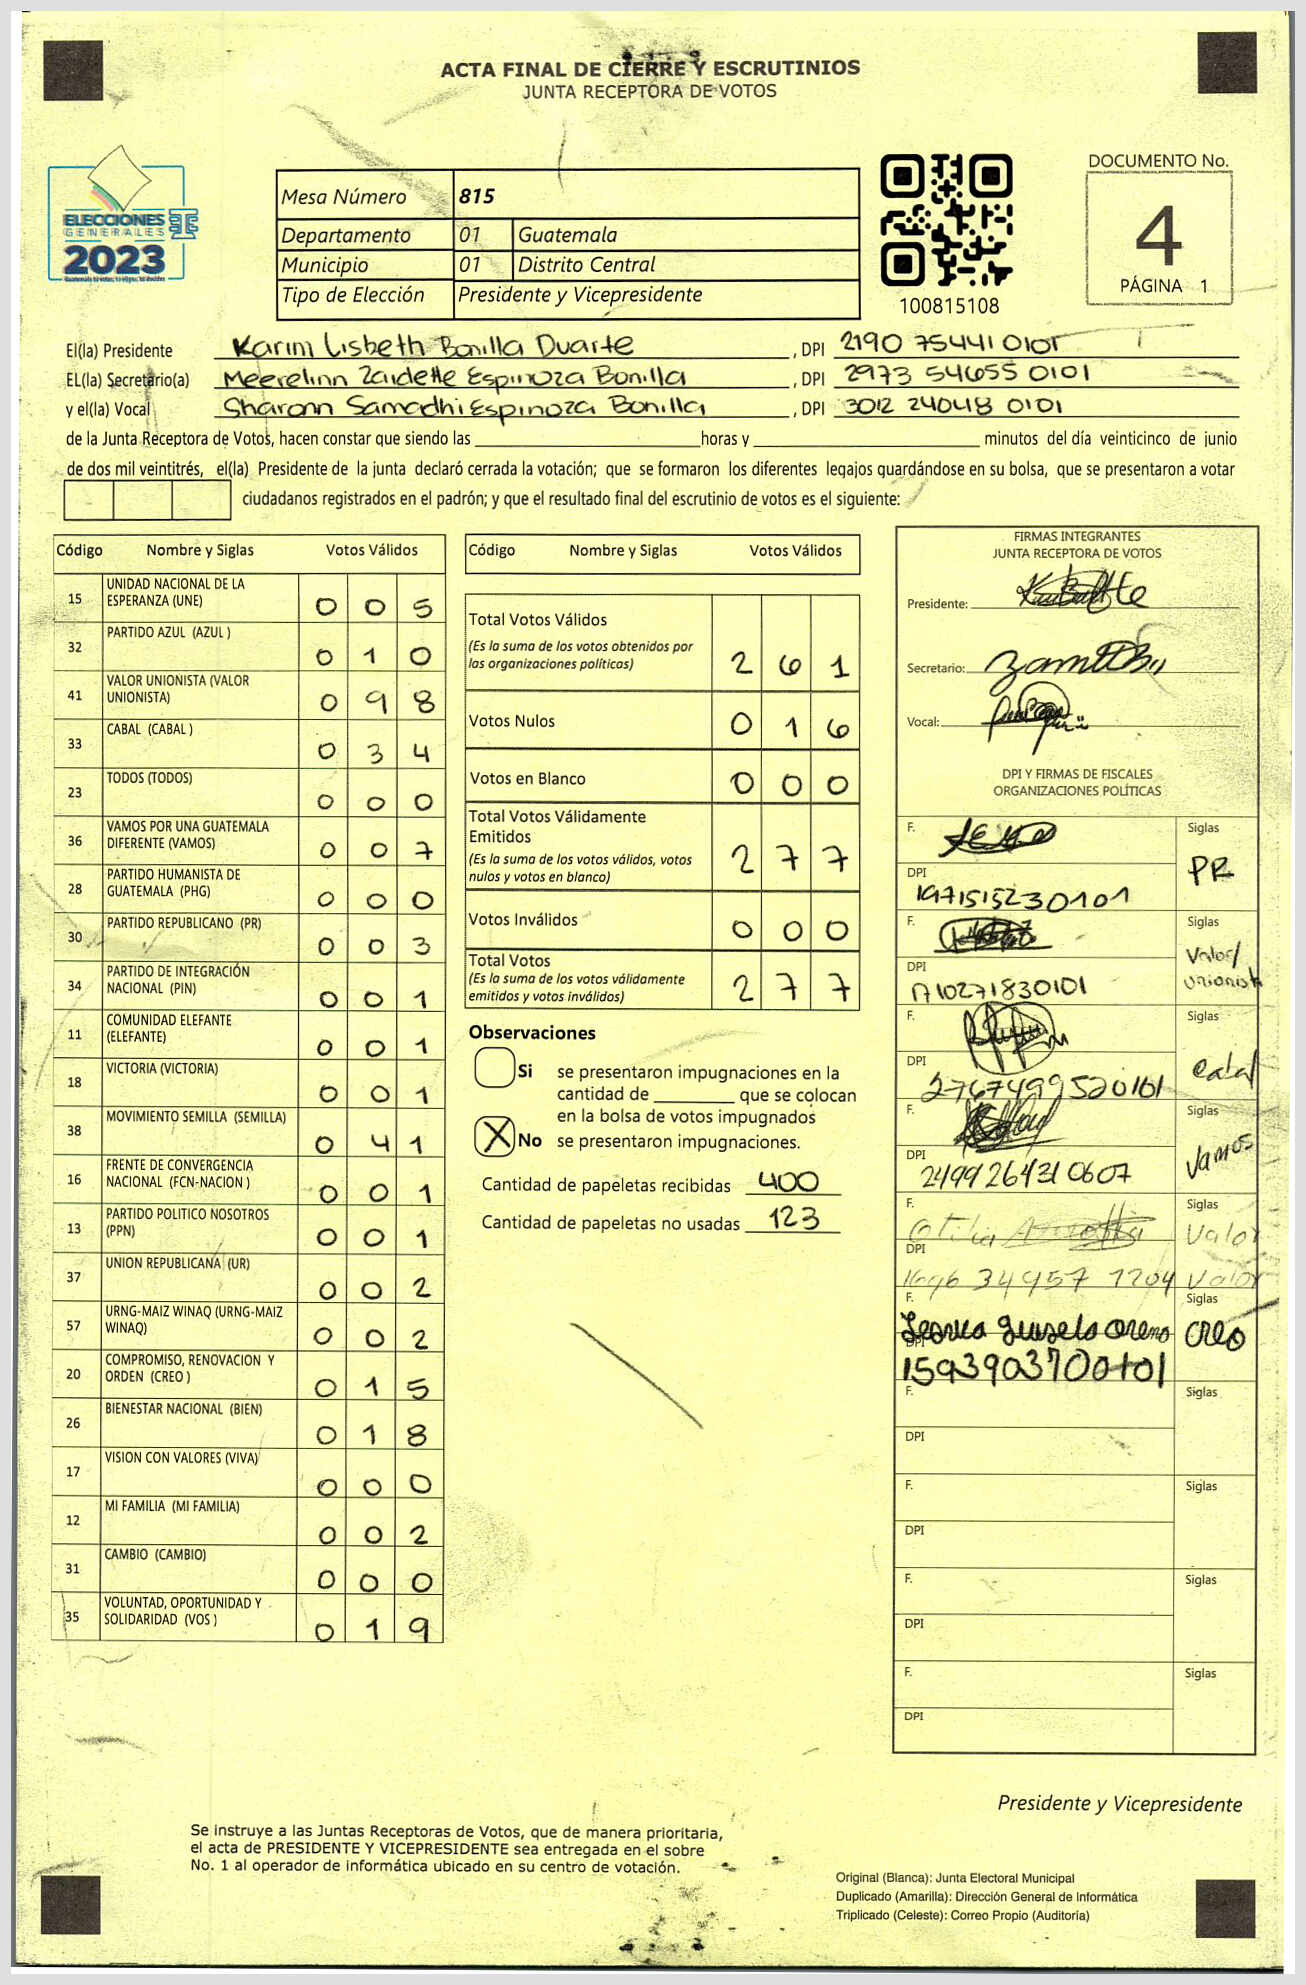 ACTA FINAL DE CIERRE Y ESCRUTINIOS
JUNTA RECEPTORA DE VOTOS
ELECCIONES
GENERALES
2023
Mesa Número 815
Departamento 01 Guatemala
Municipio 01 Distrito Central
Tipo de Elección Presidente y Vicepresidente
100815108
DOCUMENTO No.
4
PÁGINA 1
El(la) Presidente Karim Lisbeth Bonilla Duarte , DPI 2190 75441 0101
EL(la) Secretario(a) Meerelinn Zaidette Espinoza Bonilla , DPI 2973 54655 0101
y el(la) Vocal Sharonn Samadhi Espinoza Bonilla , DPI 3012 24048 0101
de la Junta Receptora de Votos, hacen constar que siendo las horas y minutos del día veinticinco de junio
de dos mil veintitrés, el(la) Presidente de la junta declaró cerrada la votación; que se formaron los diferentes legajos guardándose en su bolsa, que se presentaron a votar
ciudadanos registrados en el padrón; y que el resultado final del escrutinio de votos es el siguiente:
Código Nombre y Siglas Votos Válidos
15 UNIDAD NACIONAL DE LA ESPERANZA (UNE) 0 0 5
32 PARTIDO AZUL (AZUL ) 0 1 0
41 VALOR UNIONISTA (VALOR UNIONISTA) 0 9 8
33 CABAL (CABAL ) 0 3 4
23 TODOS (TODOS) 0 0 0
36 VAMOS POR UNA GUATEMALA DIFERENTE (VAMOS) 0 0 7
28 PARTIDO HUMANISTA DE GUATEMALA (PHG) 0 0 0
30 PARTIDO REPUBLICANO (PR) 0 0 3
34 PARTIDO DE INTEGRACIÓN NACIONAL (PIN) 0 0 1
11 COMUNIDAD ELEFANTE (ELEFANTE) 0 0 1
18 VICTORIA (VICTORIA) 0 0 1
38 MOVIMIENTO SEMILLA (SEMILLA) 0 4 1
16 FRENTE DE CONVERGENCIA NACIONAL (FCN-NACION ) 0 0 1
13 PARTIDO POLITICO NOSOTROS (PPN) 0 0 1
37 UNION REPUBLICANA (UR) 0 0 2
57 URNG-MAIZ WINAQ (URNG-MAIZ WINAQ) 0 0 2
20 COMPROMISO, RENOVACION Y ORDEN (CREO ) 0 1 5
26 BIENESTAR NACIONAL (BIEN) 0 1 8
17 VISION CON VALORES (VIVA) 0 0 0
12 MI FAMILIA (MI FAMILIA) 0 0 2
31 CAMBIO (CAMBIO) 0 0 0
35 VOLUNTAD, OPORTUNIDAD Y SOLIDARIDAD (VOS ) 0 1 9
Código Nombre y Siglas Votos Válidos
Total Votos Válidos
(Es la suma de los votos obtenidos por
las organizaciones políticas) 2 6 1
Votos Nulos 0 1 6
Votos en Blanco 0 0 0
Total Votos Válidamente
Emitidos
(Es la suma de los votos válidos, votos
nulos y votos en blanco) 2 7 7
Votos Inválidos 0 0 0
Total Votos
(Es la suma de los votos válidamente
emitidos y votos inválidos) 2 7 7
Observaciones
Si se presentaron impugnaciones en la
cantidad de que se colocan
en la bolsa de votos impugnados
X No se presentaron impugnaciones.
Cantidad de papeletas recibidas 400
Cantidad de papeletas no usadas 123
FIRMAS INTEGRANTES
JUNTA RECEPTORA DE VOTOS
Presidente:
Secretario:
Vocal:
DPI Y FIRMAS DE FISCALES
ORGANIZACIONES POLÍTICAS
F. Siglas PR
DPI 1971515230101
F. Siglas Valor/ Unionista
DPI 1710271830101
F. Siglas Cabal
DPI 2767499520101
F. Siglas Vamos
DPI 2499264310607
F. Otilia Siglas Valor
DPI 1696 34957 1204 Valor
F. Siglas CREO
DPI 1593903700101
F. Siglas
DPI
F. Siglas
DPI
F. Siglas
DPI
F. Siglas
DPI
Presidente y Vicepresidente
Se instruye a las Juntas Receptoras de Votos, que de manera prioritaria,
el acta de PRESIDENTE Y VICEPRESIDENTE sea entregada en el sobre
No. 1 al operador de informática ubicado en su centro de votación.
Original (Blanca): Junta Electoral Municipal
Duplicado (Amarilla): Dirección General de Informática
Triplicado (Celeste): Correo Propio (Auditoría)